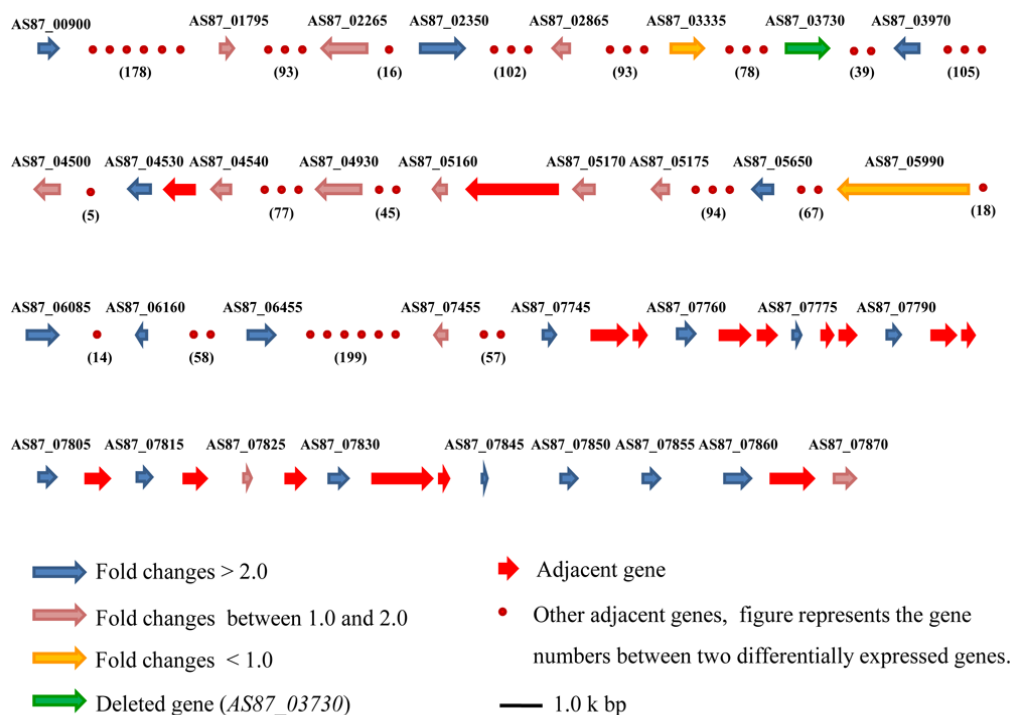 AS87_00900 AS87_01795 AS87_02265 AS87_02350 AS87_02865 AS87_03335 AS87_03730 AS87_03970
(178) (93) (16) (102) (93) (78) (39) (105)
AS87_04500 AS87_04530 AS87_04540 AS87_04930 AS87_05160 AS87_05170 AS87_05175 AS87_05650 AS87_05990
(5) (77) (45) (94) (67) (18)
AS87_06085 AS87_06160 AS87_06455 AS87_07455 AS87_07745 AS87_07760 AS87_07775 AS87_07790
(14) (58) (199) (57)
AS87_07805 AS87_07815 AS87_07825 AS87_07830 AS87_07845 AS87_07850 AS87_07855 AS87_07860 AS87_07870
Fold changes > 2.0
Fold changes between 1.0 and 2.0
Fold changes < 1.0
Deleted gene (AS87_03730)
Adjacent gene
Other adjacent genes, figure represents the gene
numbers between two differentially expressed genes.
1.0 k bp